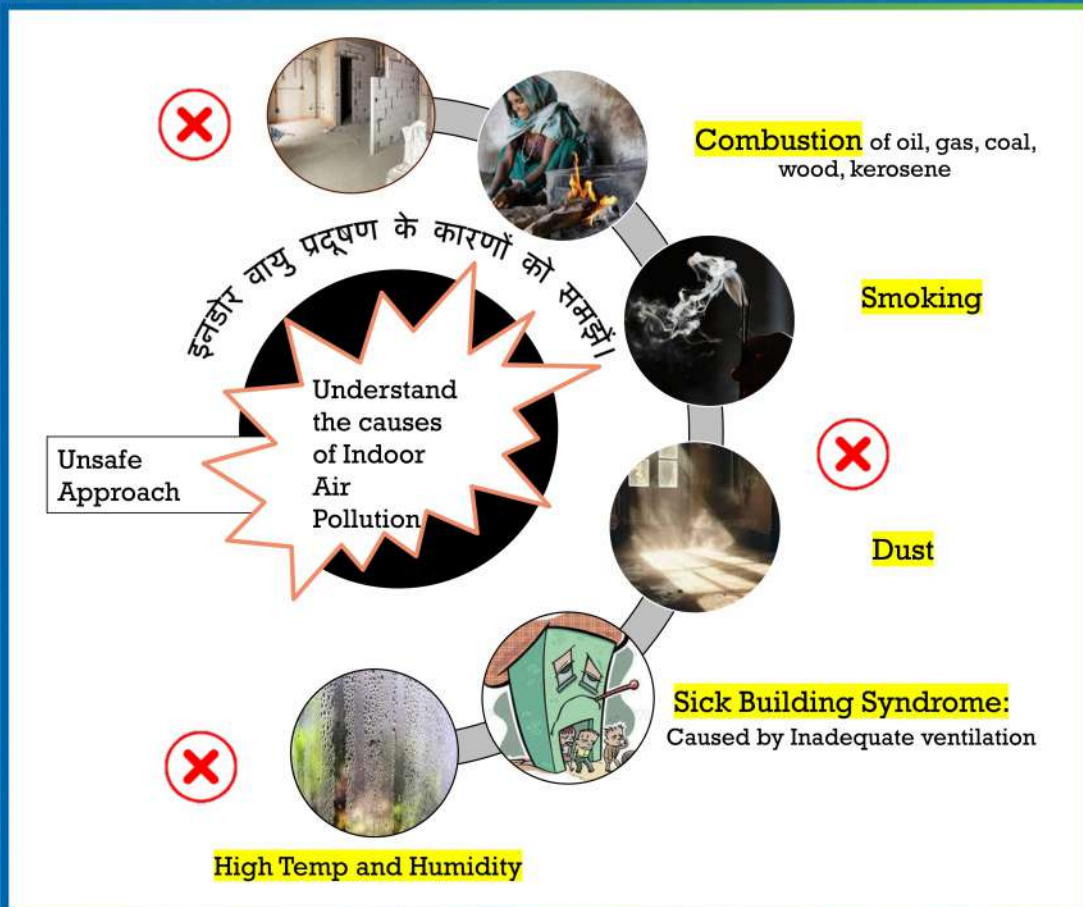 इनडोर वायु प्रदूषण के कारणों को समझें।
Understand
the causes
of Indoor
Air
Pollution
Unsafe
Approach
Combustion of oil, gas, coal,
wood, kerosene
Smoking
Dust
Sick Building Syndrome:
Caused by Inadequate ventilation
High Temp and Humidity